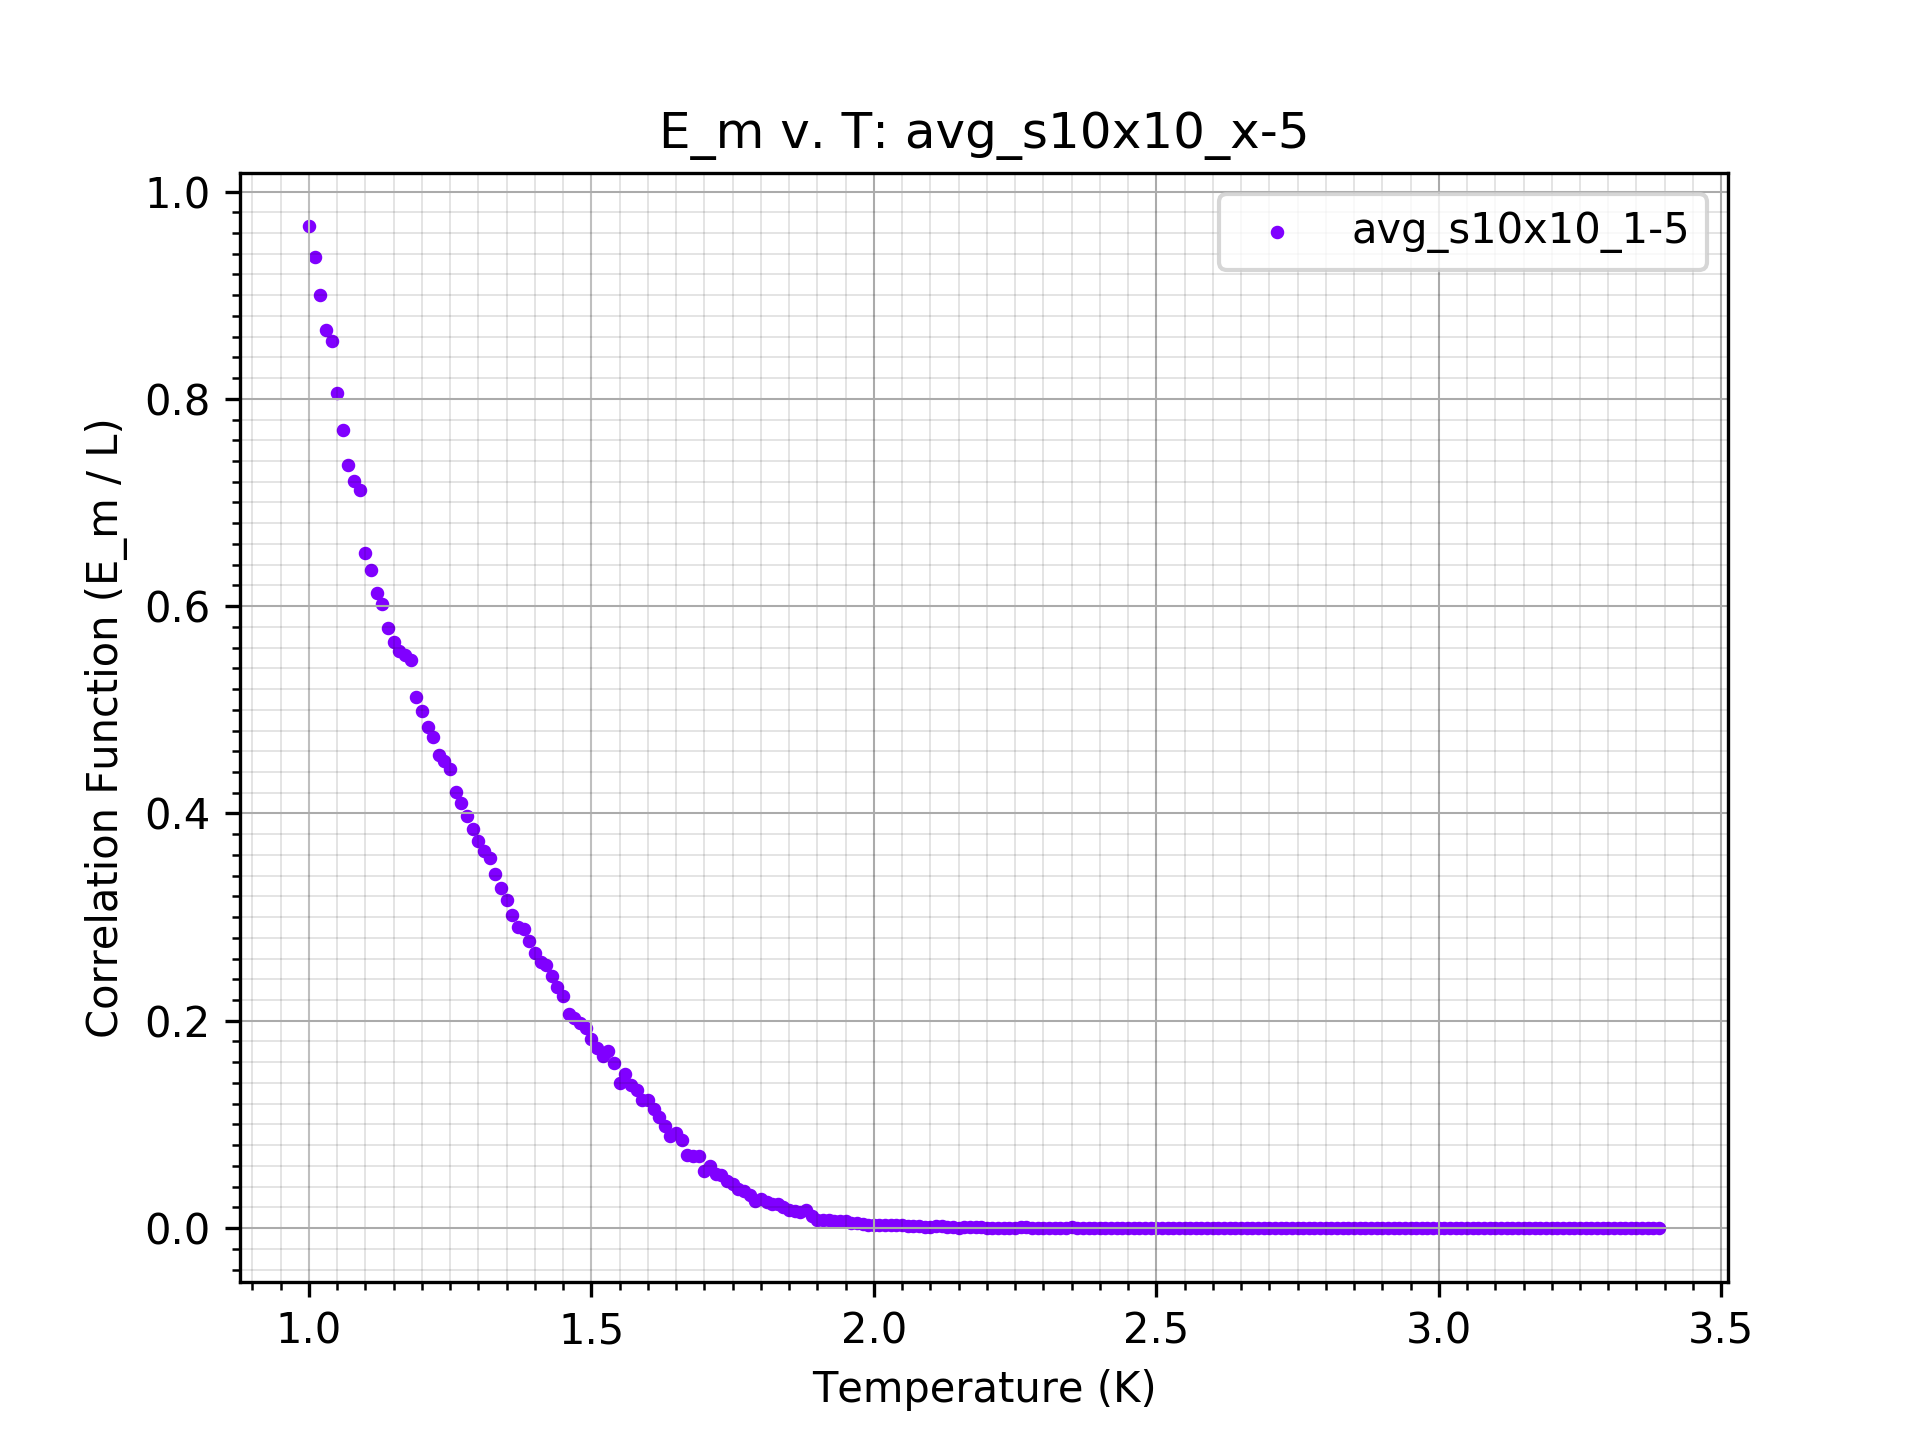 E_m v. T: avg_s10x10_x-5
avg_s10x10_1-5
Correlation Function (E_m / L)
1.0
0.8
0.6
0.4
0.2
0.0
1.0 1.5 2.0 2.5 3.0 3.5
Temperature (K)